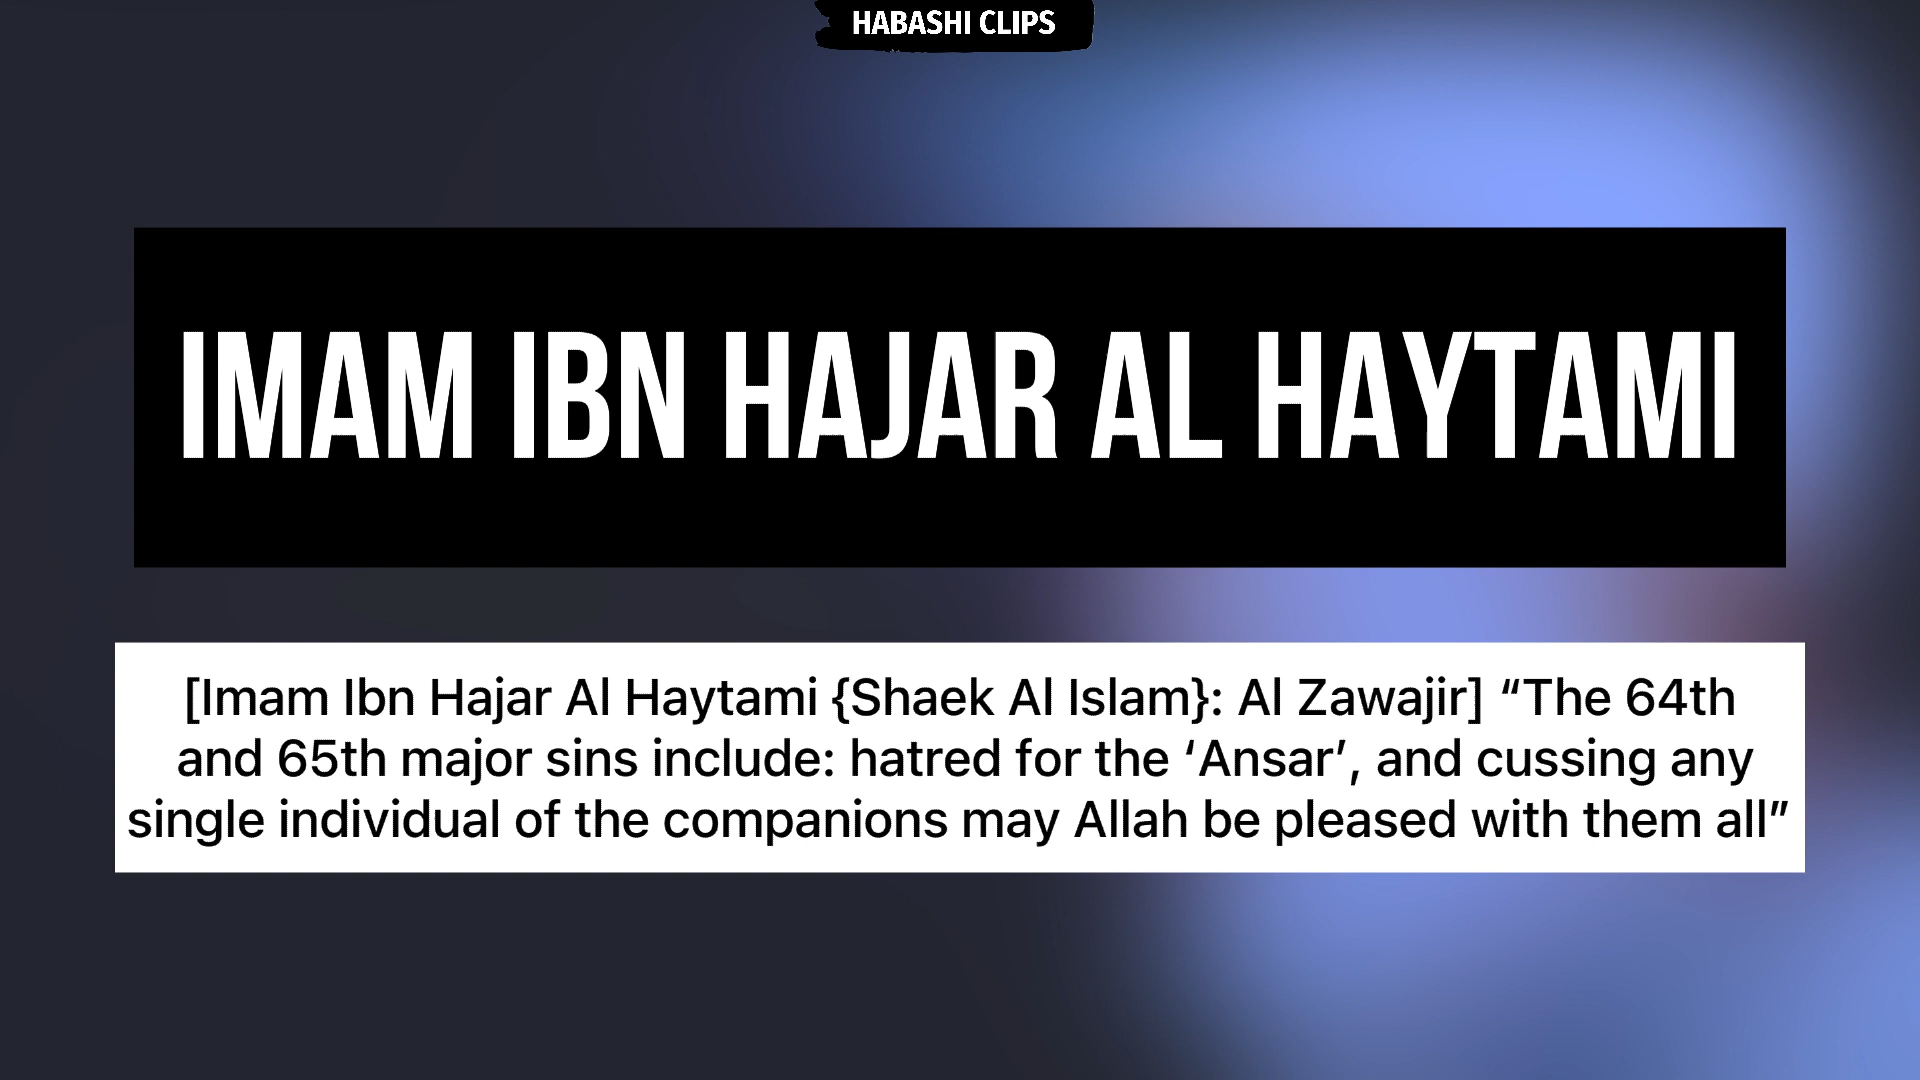 HABASHI CLIPS
IMAM IBN HAJAR AL HAYTAMI
[Imam Ibn Hajar Al Haytami {Shaek Al Islam}: Al Zawajir] “The 64th
and 65th major sins include: hatred for the ‘Ansar’, and cussing any
single individual of the companions may Allah be pleased with them all”